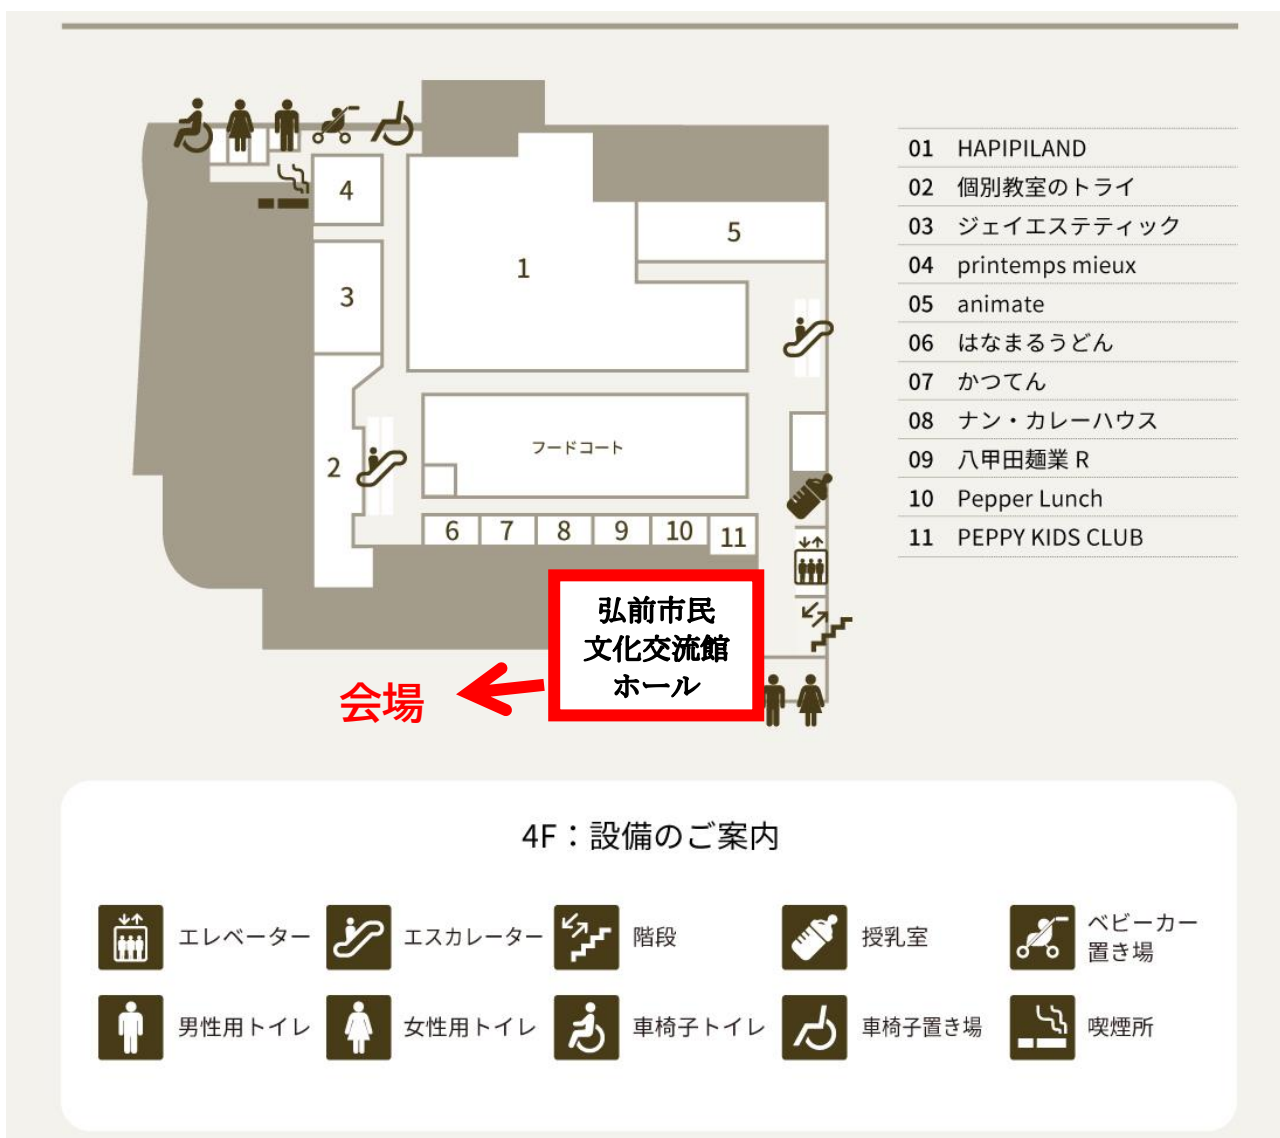 4
5
1
3
フードコート
2
6 7 8 9 10 11
弘前市民
文化交流館
ホール
会場
01 HAPIPILAND
02 個別教室のトライ
03 ジェイエステティック
04 printemps mieux
05 animate
06 はなまるうどん
07 かつてん
08 ナン・カレーハウス
09 八甲田麺業 R
10 Pepper Lunch
11 PEPPY KIDS CLUB
4F：設備のご案内
エレベーター
エスカレーター
階段
授乳室
ベビーカー
置き場
男性用トイレ
女性用トイレ
車椅子トイレ
車椅子置き場
喫煙所